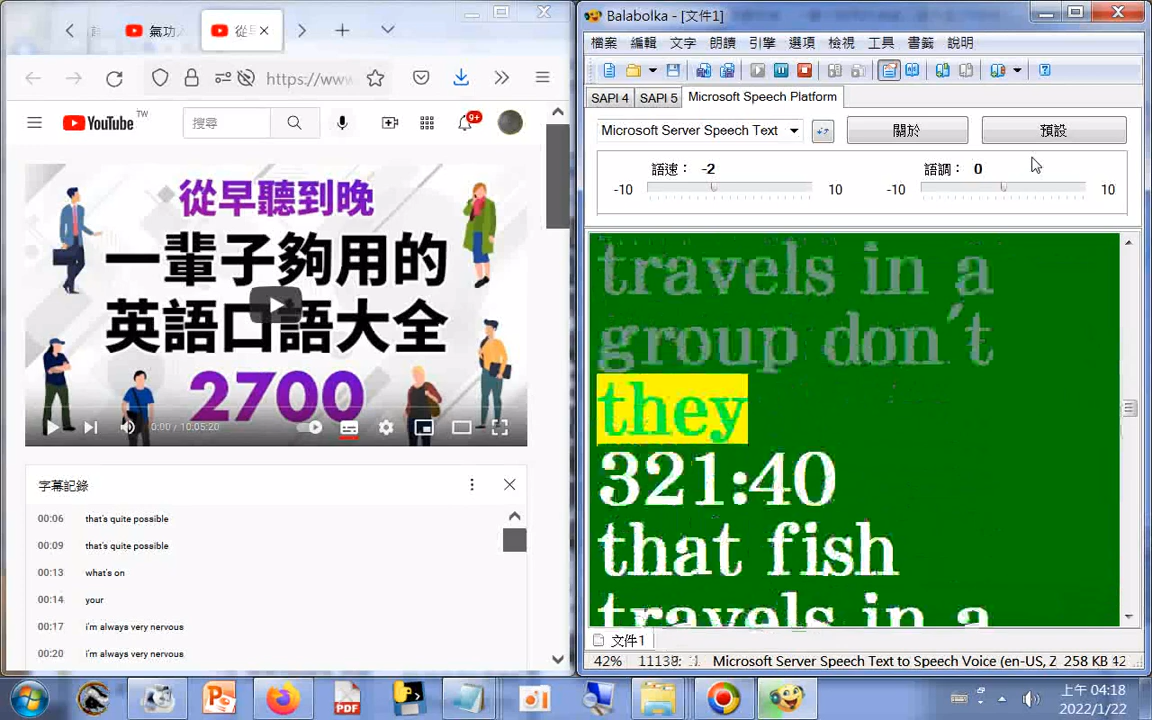 氣功
從
https://www
YouTube TW
搜尋
9+
從早聽到晚
一輩子夠用的
英語口語大全
2700
0:00 / 10:05:20
字幕記錄
00:06 that's quite possible
00:09 that's quite possible
00:13 what's on
00:14 your
00:17 i'm always very nervous
00:20 i'm always very nervous
Balabolka - [文件1]
檔案 編輯 文字 朗讀 引擎 選項 檢視 工具 書籤 說明
SAPI 4 SAPI 5 Microsoft Speech Platform
Microsoft Server Speech Text 關於 預設
語速： -2 語調： 0
-10 10 -10 10
travels in a
group don't
they
321:40
that fish
travels in a
文件1
42% Microsoft Server Speech Text to Speech Voice (en-US, Z 258 KB 42
PDF
上午 04:18
2022/1/22